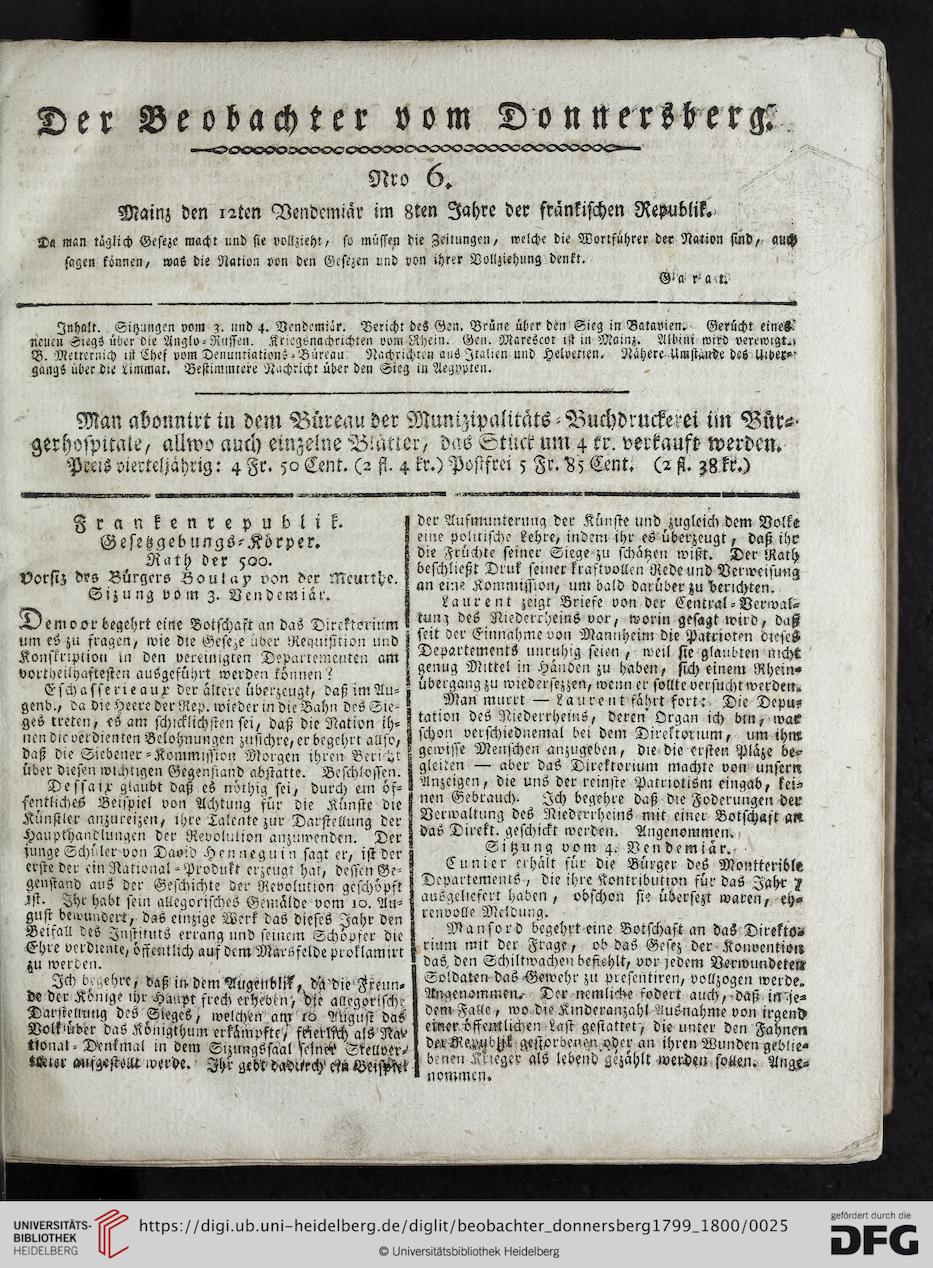 Der Beobachter vom Donnersberg.
Nro 6.
Mainz den 12ten Vendemiär im 8ten Jahre der fränkischen Republik.
Da man täglich Geseze macht und sie vollzieht, so müssen die Zeitungen, welche die Wortführer der Nation sind, auch
sagen können, was die Nation von den Gesezen und von ihrer Vollziehung denkt.
Garat.
Inhalt. Sitzungen vom 3. und 4. Vendemiär. Bericht des Gen. Brüne über den Sieg in Batavien. Gerücht eines
neuen Siegs über die Anglo-Russen. Kriegsnachrichten vom Rhein. Gen. Marescot ist in Mainz. Albini wird verewigt.
B. Metternich ist Chef vom Denuntiations-Büreau. Nachrichten aus Italien und Helvetien. Nähere Umstände des Ueber-
gangs über die Limmat. Bestimmtere Nachricht über den Sieg in Aegypten.
Man abonnirt in dem Büreau der Munizipalitäts-Buchdruckerei im Bür-
gerhospitale, allwo auch einzelne Blätter, das Stück um 4 kr. verkauft werden.
Preis vierteljährig: 4 Fr. 50 Cent. (2 fl. 4 kr.) Postfrei 5 Fr. 85 Cent. (2 fl. 38 kr.)
Frankenrepublik.
Gesetzgebungs-Körper.
Rath der 500.
Vorsiz des Bürgers Boulay von der Meurthe.
Sizung vom 3. Vendemiär.
Demoor begehrt eine Botschaft an das Direktorium
um es zu fragen, wie die Geseze über Requisition und
Konskription in den vereinigten Departementen am
vortheilhaftesten ausgeführt werden können?
Eschasserieaux der ältere überzeugt, daß im Au-
genb., da die Heere der Rep. wieder in die Bahn des Sie-
ges treten, es am schicklichsten sei, daß die Nation ih-
nen die verdienten Belohnungen zusichre, er begehrt also,
daß die Siebener-Kommission Morgen ihren Bericht
über diesen wichtigen Gegenstand abstatte. Beschlossen.
Dessaix glaubt daß es nöthig sei, durch ein öf-
fentliches Beispiel von Achtung für die Künste die
Künstler anzureizen, ihre Talente zur Darstellung der
Haupthandlungen der Revolution anzuwenden. Der
junge Schüler von David Hennequin sagt er, ist der
erste der ein National-Produkt erzeugt hat, dessen Ge-
genstand aus der Geschichte der Revolution geschöpft
ist. Ihr habt sein allegorisches Gemälde vom 10. Au-
gust bewundert, das einzige Werk das dieses Jahr den
Beifall des Instituts errang und seinem Schöpfer die
Ehre verdiente, öffentlich auf dem Marsfelde proklamirt
zu werden.
Ich begehre, daß in dem Augenblik, da die Freun-
de der Könige ihr Haupt frech erheben, die allegorische
Darstellung des Sieges, welchen am 10 August das
Volk über das Königthum erkämpfte, feierlich als Na-
tional-Denkmal in dem Sizungssaal seiner Stellver-
treter aufgestellt werde. Ihr gebt dadurch ein Beispiel
der Aufmunterung der Künste und zugleich dem Volke
eine politische Lehre, indem ihr es überzeugt, daß ihr
die Früchte seiner Siege zu schätzen wißt. Der Rath
beschließt Druk seiner kraftvollen Rede und Verweisung
an eine Kommission, um bald darüber zu berichten.
Laurent zeigt Briefe von der Central-Verwal-
tung des Niederrheins vor, worin gesagt wird, daß
seit der Einnahme von Mannheim die Patrioten dieses
Departements unruhig seien, weil sie glaubten nicht
genug Mittel in Händen zu haben, sich einem Rhein-
übergang zu wiedersezzen, wenn er sollte versucht werden.
Man murrt — Laurent fährt fort: Die Depu-
tation des Niederrheins, deren Organ ich bin, war
schon verschiednemal bei dem Direktorium, um ihm
gewisse Menschen anzugeben, die die ersten Pläze be-
gleiten — aber das Direktorium machte von unsern
Anzeigen, die uns der reinste Patriotism eingab, kei-
nen Gebrauch. Ich begehre daß die Foderungen der
Verwaltung des Niederrheins mit einer Botschaft an
das Direkt. geschickt werden. Angenommen.
Sitzung vom 4. Vendemiär.
Cunier erhält für die Bürger des Montterible
Departements, die ihre Kontribution für das Jahr 7
ausgeliefert haben, obschon sie übersezt waren, eh-
renvolle Meldung.
Mansord begehrt eine Botschaft an das Direkto-
rium mit der Frage, ob das Gesez der Konvention
das den Schiltwachen befiehlt, vor jedem Verwundeten
Soldaten das Gewehr zu presentiren, vollzogen werde.
Angenommen. Der nemliche fodert auch, daß in je-
dem Falle, wo die Kinderanzahl Ausnahme von irgend
einer öffentlichen Last gestattet, die unter den Fahnen
der Republik gestorbenen oder an ihren Wunden geblie-
benen Krieger als lebend gezählt werden sollen. Ange-
nommen.
UNIVERSITÄTS-
BIBLIOTHEK
HEIDELBERG
https://digi.ub.uni-heidelberg.de/diglit/beobachter_donnersberg1799_1800/0025
© Universitätsbibliothek Heidelberg
gefördert durch die
DFG